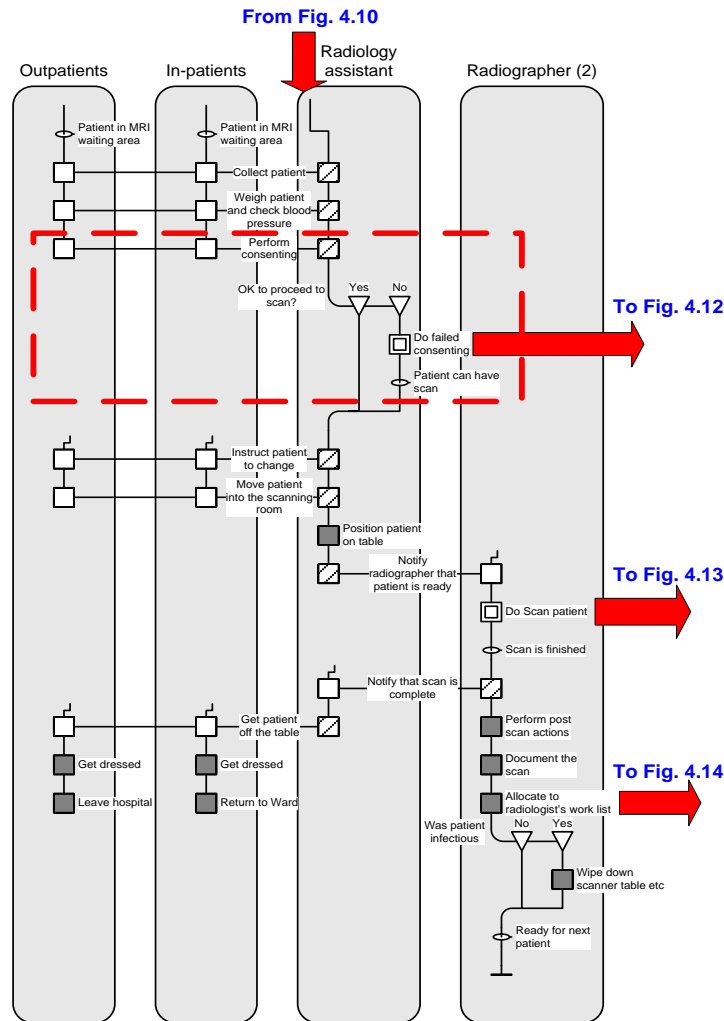 From Fig. 4.10
Outpatients
In-patients
Radiology
assistant
Radiographer (2)
Patient in MRI
waiting area
Patient in MRI
waiting area
Collect patient
Weigh patient
and check blood
pressure
Perform
consenting
OK to proceed to
scan?
Yes
No
To Fig. 4.12
Do failed
consenting
Patient can have
scan
Instruct patient
to change
Move patient
into the scanning
room
Position patient
on table
Notify
radiographer that
patient is ready
To Fig. 4.13
Do Scan patient
Scan is finished
Notify that scan is
complete
Get patient
off the table
Perform post
scan actions
Get dressed
Get dressed
Document the
scan
To Fig. 4.14
Leave hospital
Return to Ward
Allocate to
radiologist's work list
Was patient
infectious
No
Yes
Wipe down
scanner table etc
Ready for next
patient